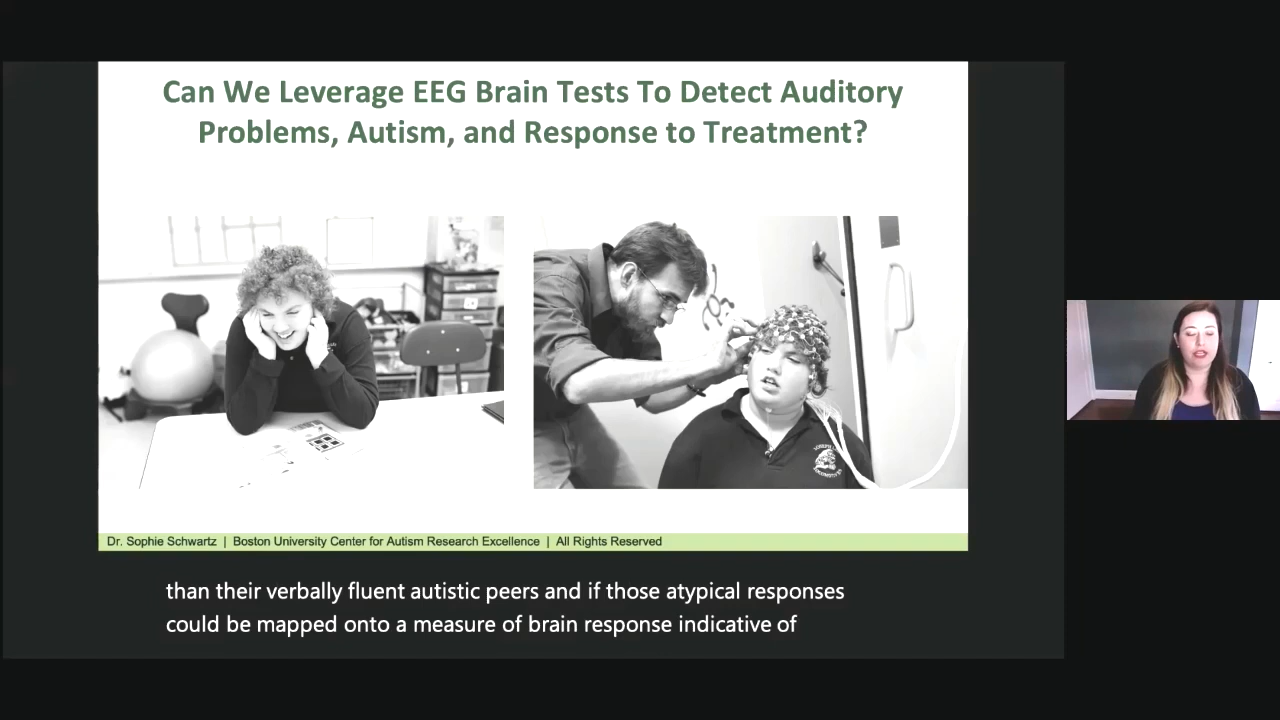 Can We Leverage EEG Brain Tests To Detect Auditory
Problems, Autism, and Response to Treatment?
Dr. Sophie Schwartz | Boston University Center for Autism Research Excellence | All Rights Reserved
than their verbally fluent autistic peers and if those atypical responses
could be mapped onto a measure of brain response indicative of